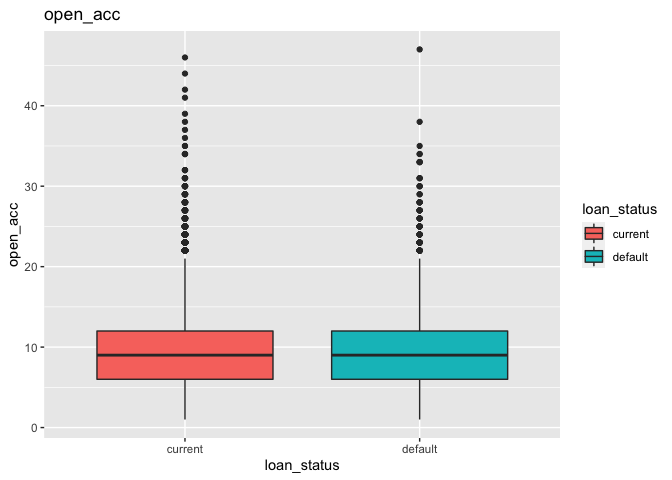 open_acc
open_acc
40
30
20
10
0
current
default
loan_status
loan_status
current
default